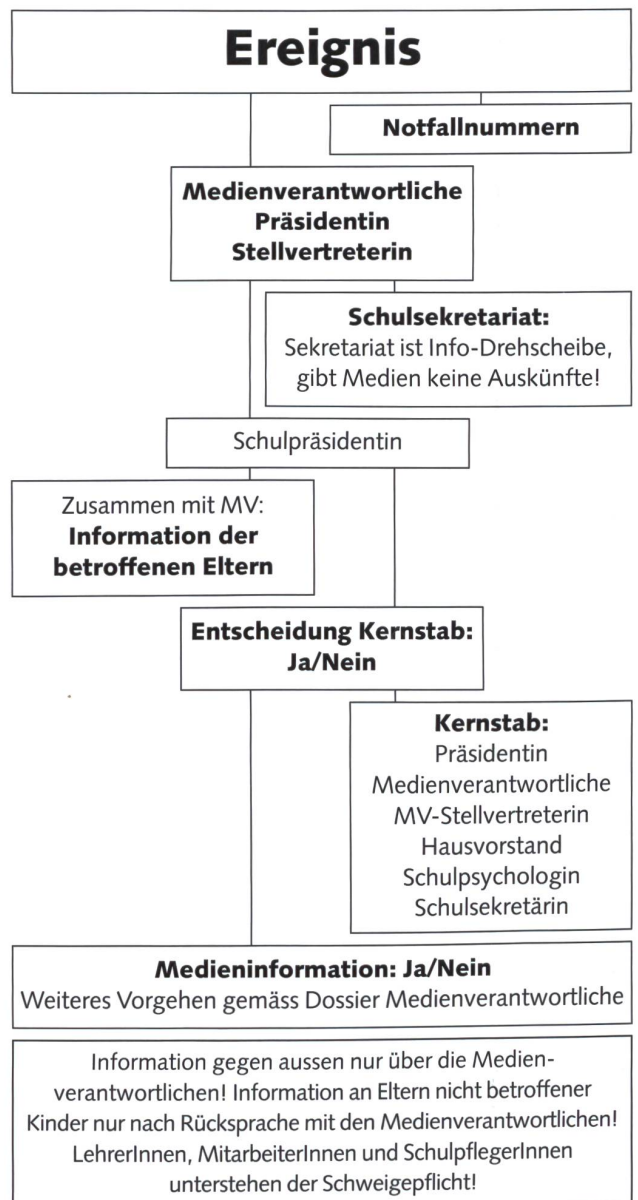 Ereignis
Notfallnummern
Medienverantwortliche
Präsidentin
Stellvertreterin
Schulsekretariat:
Sekretariat ist Info-Drehscheibe,
gibt Medien keine Auskünfte!
Schulpräsidentin
Zusammen mit MV:
Information der
betroffenen Eltern
Entscheidung Kernstab:
Ja/Nein
Kernstab:
Präsidentin
Medienverantwortliche
MV-Stellvertreterin
Hausvorstand
Schulpsychologin
Schulsekretärin
Medieninformation: Ja/Nein
Weiteres Vorgehen gemäss Dossier Medienverantwortliche
Information gegen aussen nur über die Medien-
verantwortlichen! Information an Eltern nicht betroffener
Kinder nur nach Rücksprache mit den Medienverantwortlichen!
LehrerInnen, MitarbeiterInnen und SchulpflegerInnen
unterstehen der Schweigepflicht!